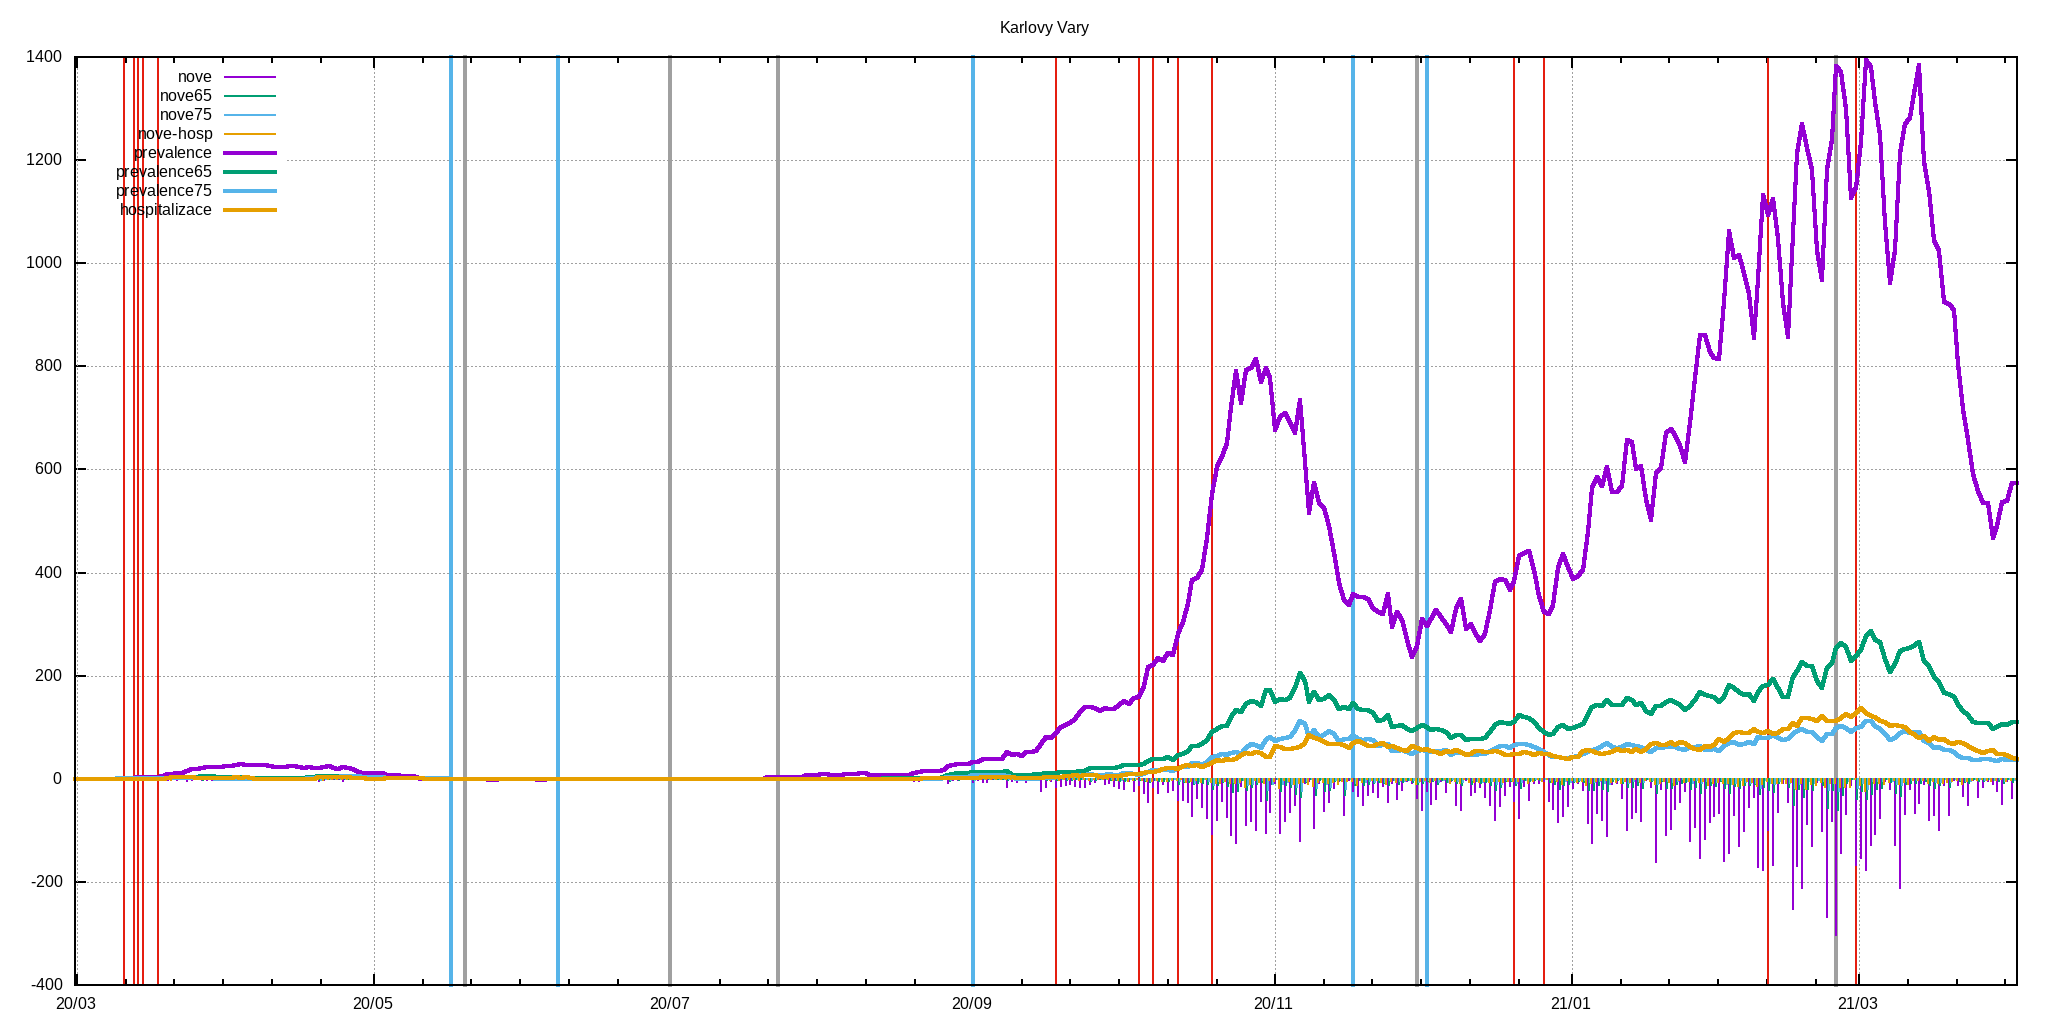 Karlovy Vary
1400
1200
1000
800
600
400
200
0
-200
-400
nove
nove65
nove75
nove-hosp
prevalence
prevalence65
prevalence75
hospitalizace
20/03
20/05
20/07
20/09
20/11
21/01
21/03